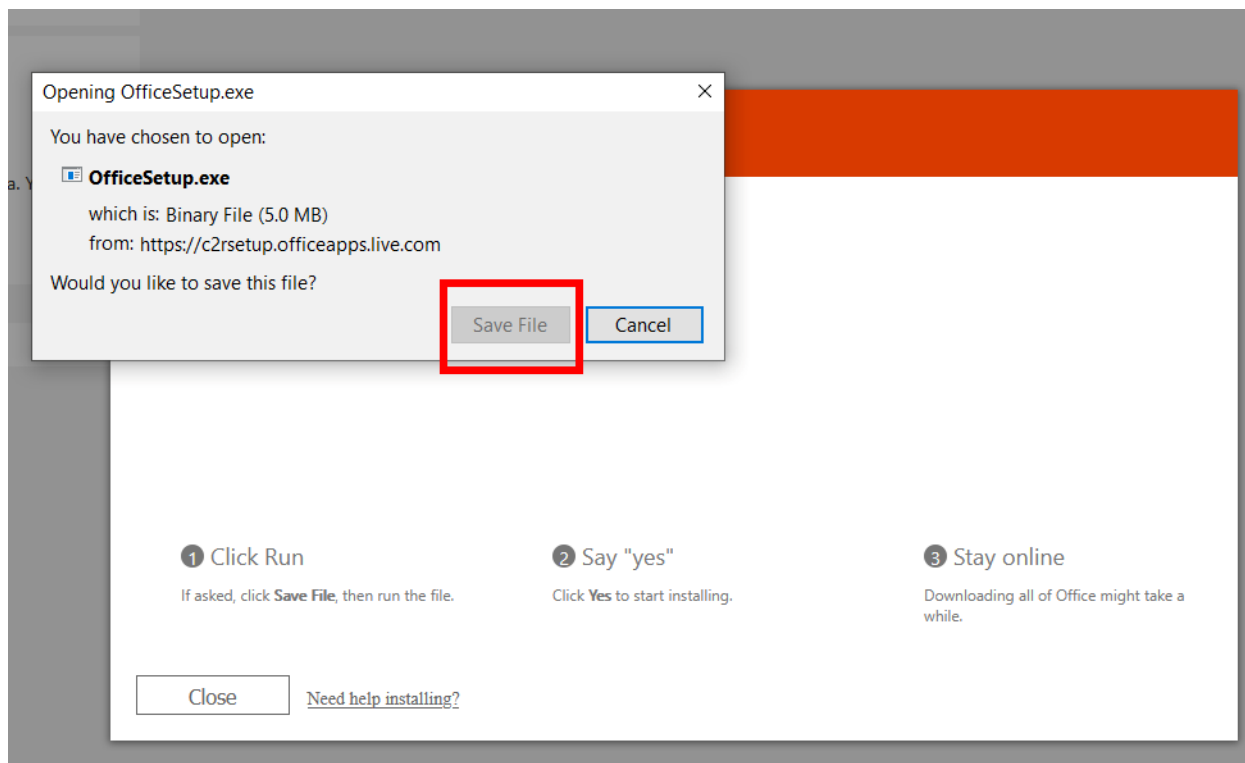 Opening OfficeSetup.exe
You have chosen to open:
OfficeSetup.exe
which is: Binary File (5.0 MB)
from: https://c2rsetup.officeapps.live.com
Would you like to save this file?
Save File
Cancel
a. Y
1 Click Run
If asked, click Save File, then run the file.
2 Say "yes"
Click Yes to start installing.
3 Stay online
Downloading all of Office might take a
while.
Close
Need help installing?